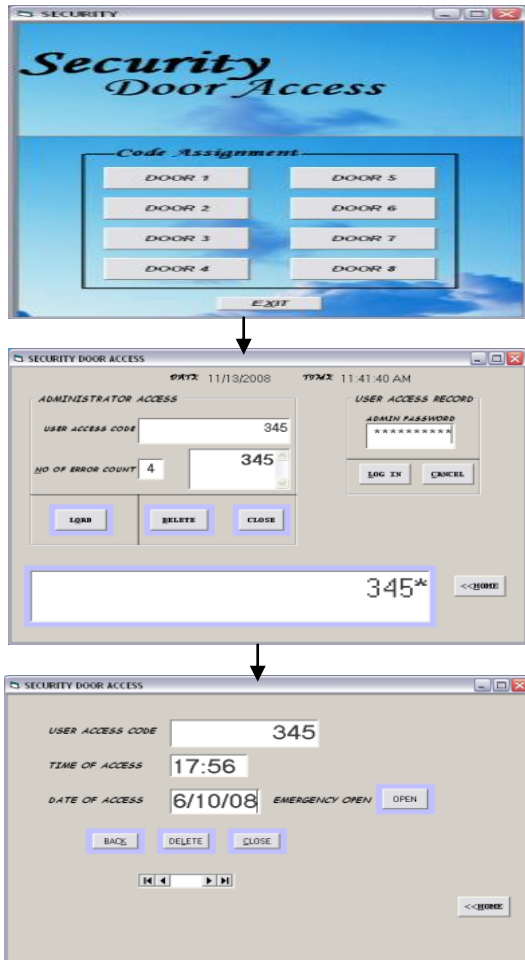 SECURITY
Security
Door Access
Code Assignment
DOOR 1 DOOR 5
DOOR 2 DOOR 6
DOOR 3 DOOR 7
DOOR 4 DOOR 8
EXIT
SECURITY DOOR ACCESS
DATE 11/13/2008 TIME 11:41:40 AM
ADMINISTRATOR ACCESS USER ACCESS RECORD
ADMIN PASSWORD
USER ACCESS CODE 345 **********
NO OF ERROR COUNT 4 345
LOG IN CANCEL
LOAD DELETE CLOSE
345*
<<HOME
SECURITY DOOR ACCESS
USER ACCESS CODE 345
TIME OF ACCESS 17:56
DATE OF ACCESS 6/10/08 EMERGENCY OPEN OPEN
BACK DELETE CLOSE
<<HOME